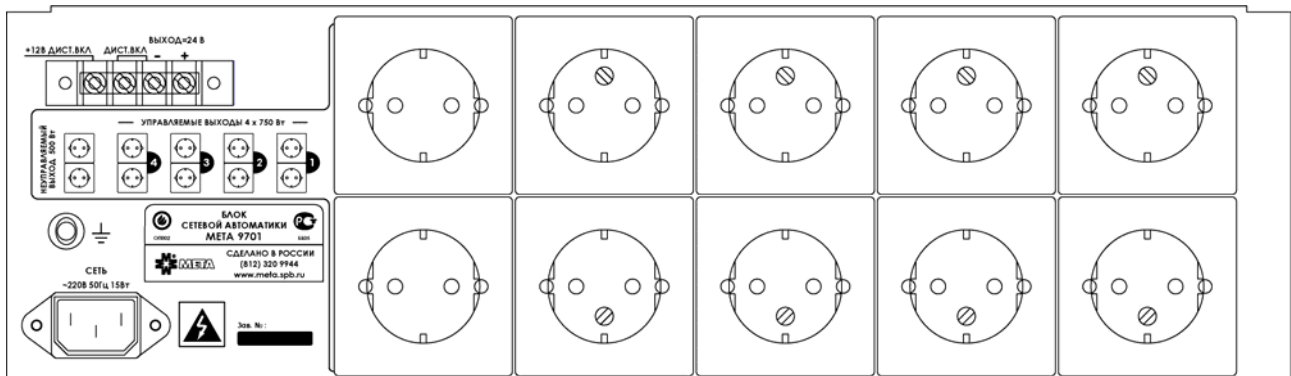 ВЫХОД=24 В
+12В ДИСТ.ВКЛ ДИСТ.ВКЛ − +
НЕУПРАВЛЯЕМЫЙ
ВЫХОД 500 Вт
УПРАВЛЯЕМЫЕ ВЫХОДЫ 4 х 750 Вт
4 3 2 1
БЛОК
СЕТЕВОЙ АВТОМАТИКИ
МЕТА 9701
МЕТА
СДЕЛАНО В РОССИИ
(812) 320 9944
www.meta.spb.ru
СЕТЬ
~220В 50Гц 15Вт
Зав. № :